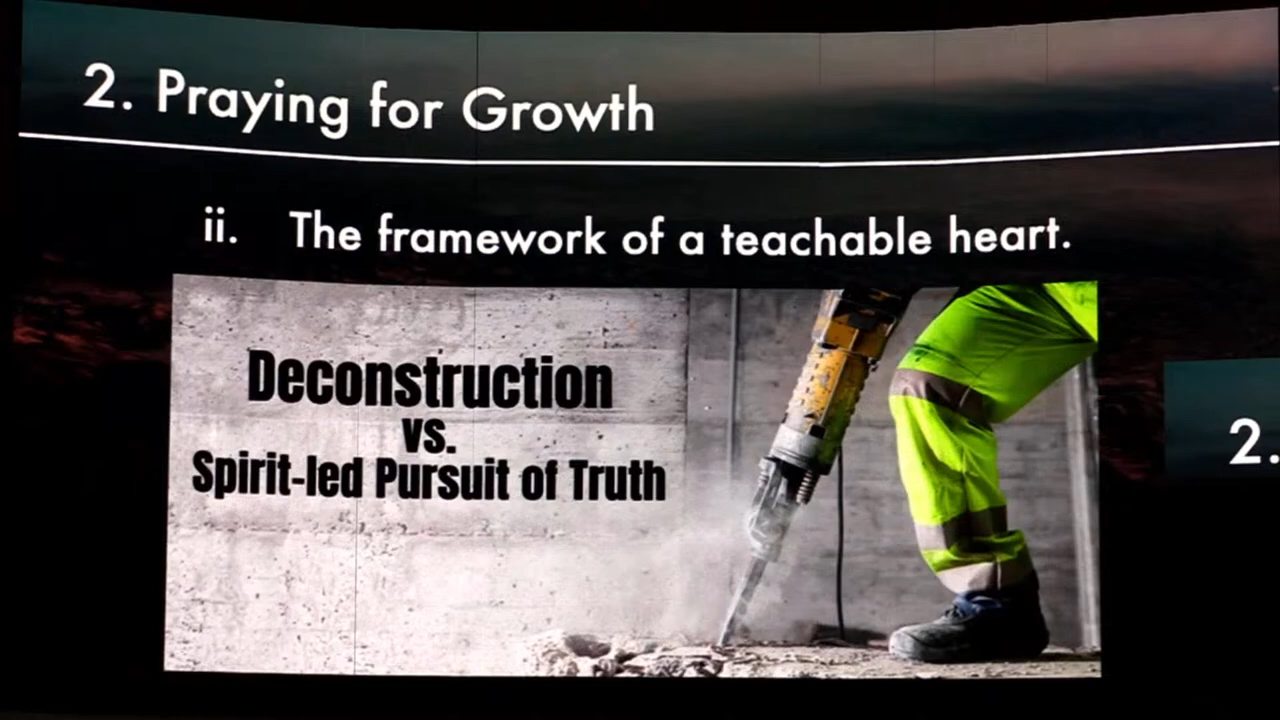 2. Praying for Growth
ii. The framework of a teachable heart.
Deconstruction
vs.
Spirit-led Pursuit of Truth
2.